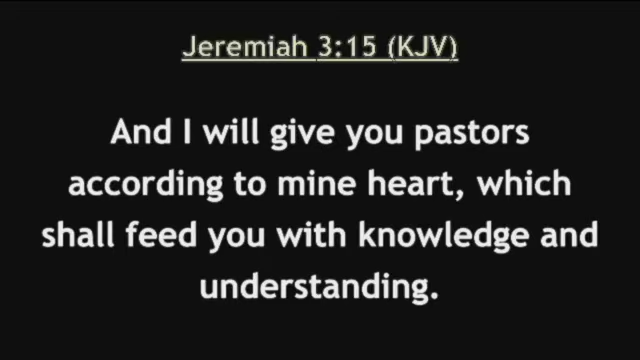 Jeremiah 3:15 (KJV)
And I will give you pastors
according to mine heart, which
shall feed you with knowledge and
understanding.